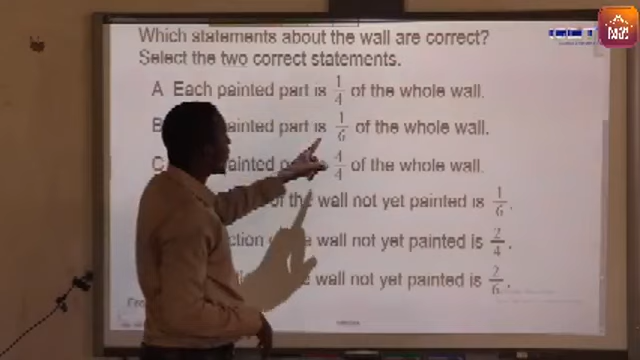 Which statements about the wall are correct?
Select the two correct statements.
A Each painted part is 1/4 of the whole wall.
B painted part is 1/6 of the whole wall.
C painted 4/4 of the whole wall.
of the wall not yet painted is 1/6.
wall not yet painted is 2/4.
wall not yet painted is 2/6.